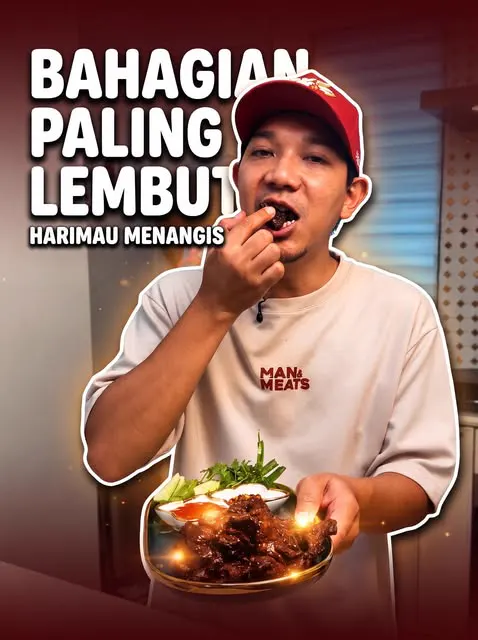 BAHAGIAN
PALING
LEMBUT
HARIMAU MENANGIS
MAN&
MEATS